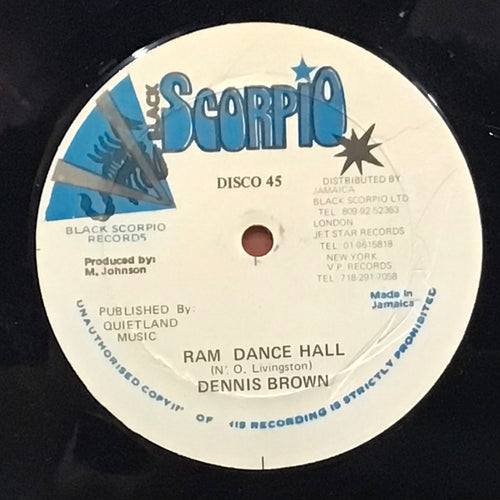 BLACK
SCORPIO
DISCO 45
BLACK SCORPIO
RECORDS
Produced by:
M. Johnson
PUBLISHED By:
QUIETLAND
MUSIC
DISTRIBUTED BY:
JAMAICA
BLACK SCORPIO LTD
TEL: 809-92-52363
LONDON
JET STAR RECORDS
TEL: 01-9615818
NEW YORK
V.P. RECORDS
TEL: 718-291-7058
Made in
Jamaica
RAM DANCE HALL
(N'. O. Livingston)
DENNIS BROWN
UNAUTHORISED COPYI OF HIS RECORDING IS STRICTLY PROHIBITED